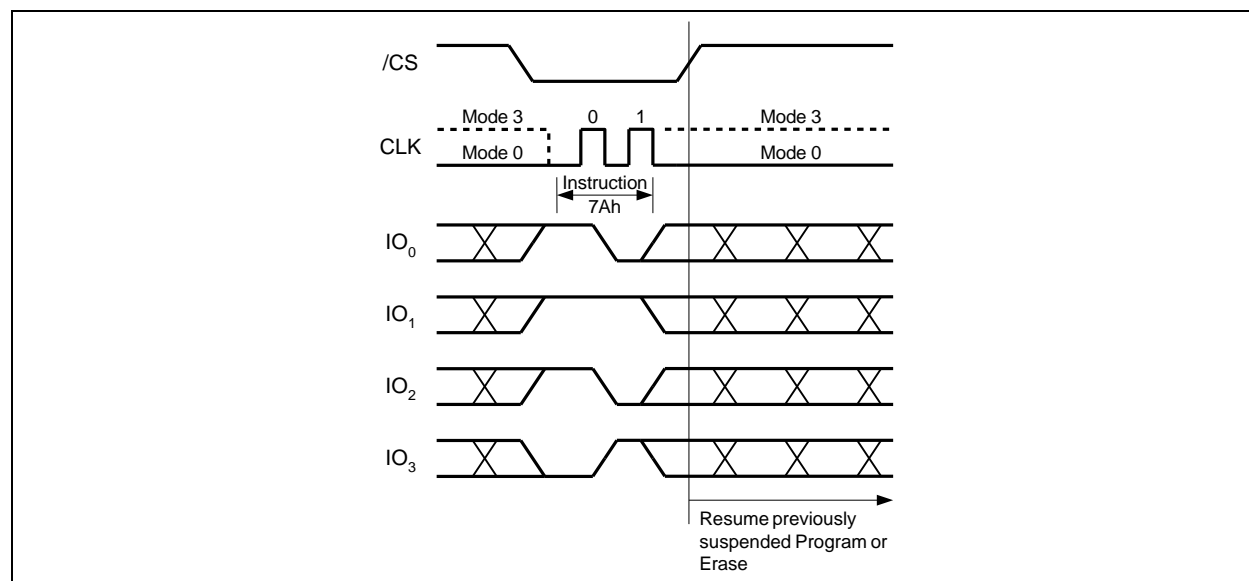 /CS
Mode 3 0 1 Mode 3
CLK
Mode 0 Mode 0
Instruction
7Ah
IO0
IO1
IO2
IO3
Resume previously
suspended Program or
Erase